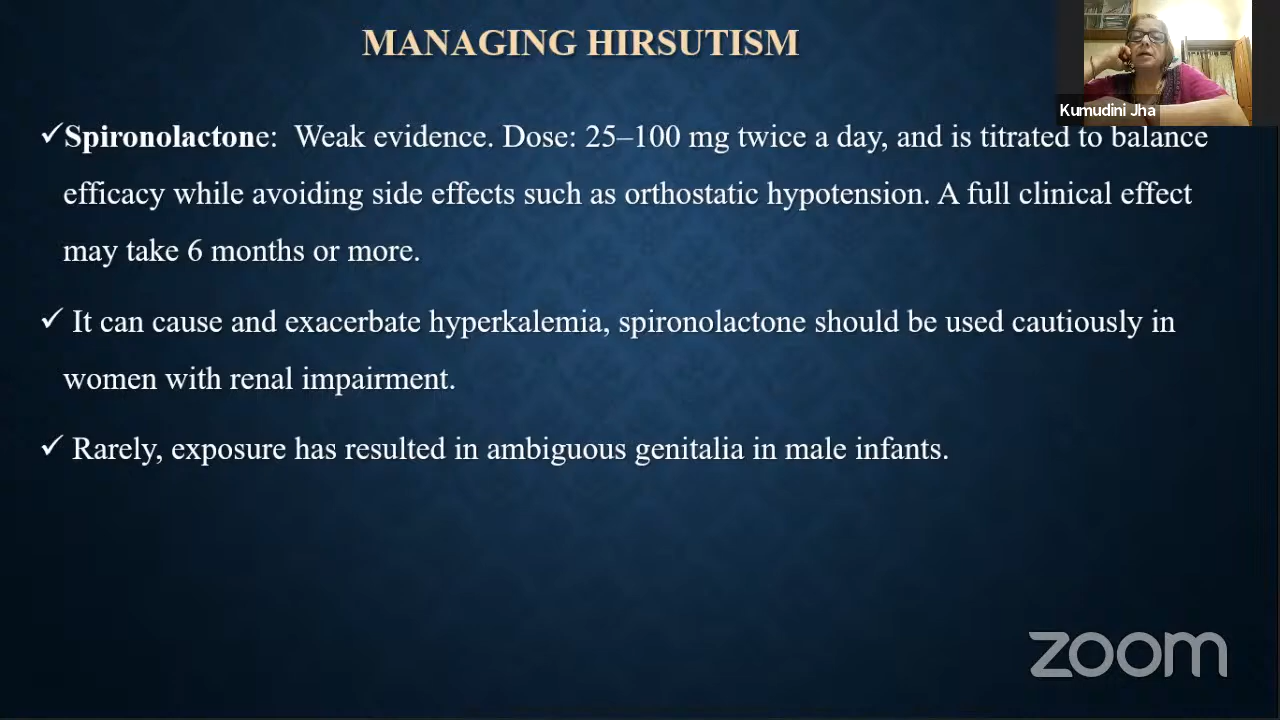 MANAGING HIRSUTISM
Kumudini Jha
✓Spironolactone: Weak evidence. Dose: 25–100 mg twice a day, and is titrated to balance
efficacy while avoiding side effects such as orthostatic hypotension. A full clinical effect
may take 6 months or more.
✓ It can cause and exacerbate hyperkalemia, spironolactone should be used cautiously in
women with renal impairment.
✓ Rarely, exposure has resulted in ambiguous genitalia in male infants.
zoom